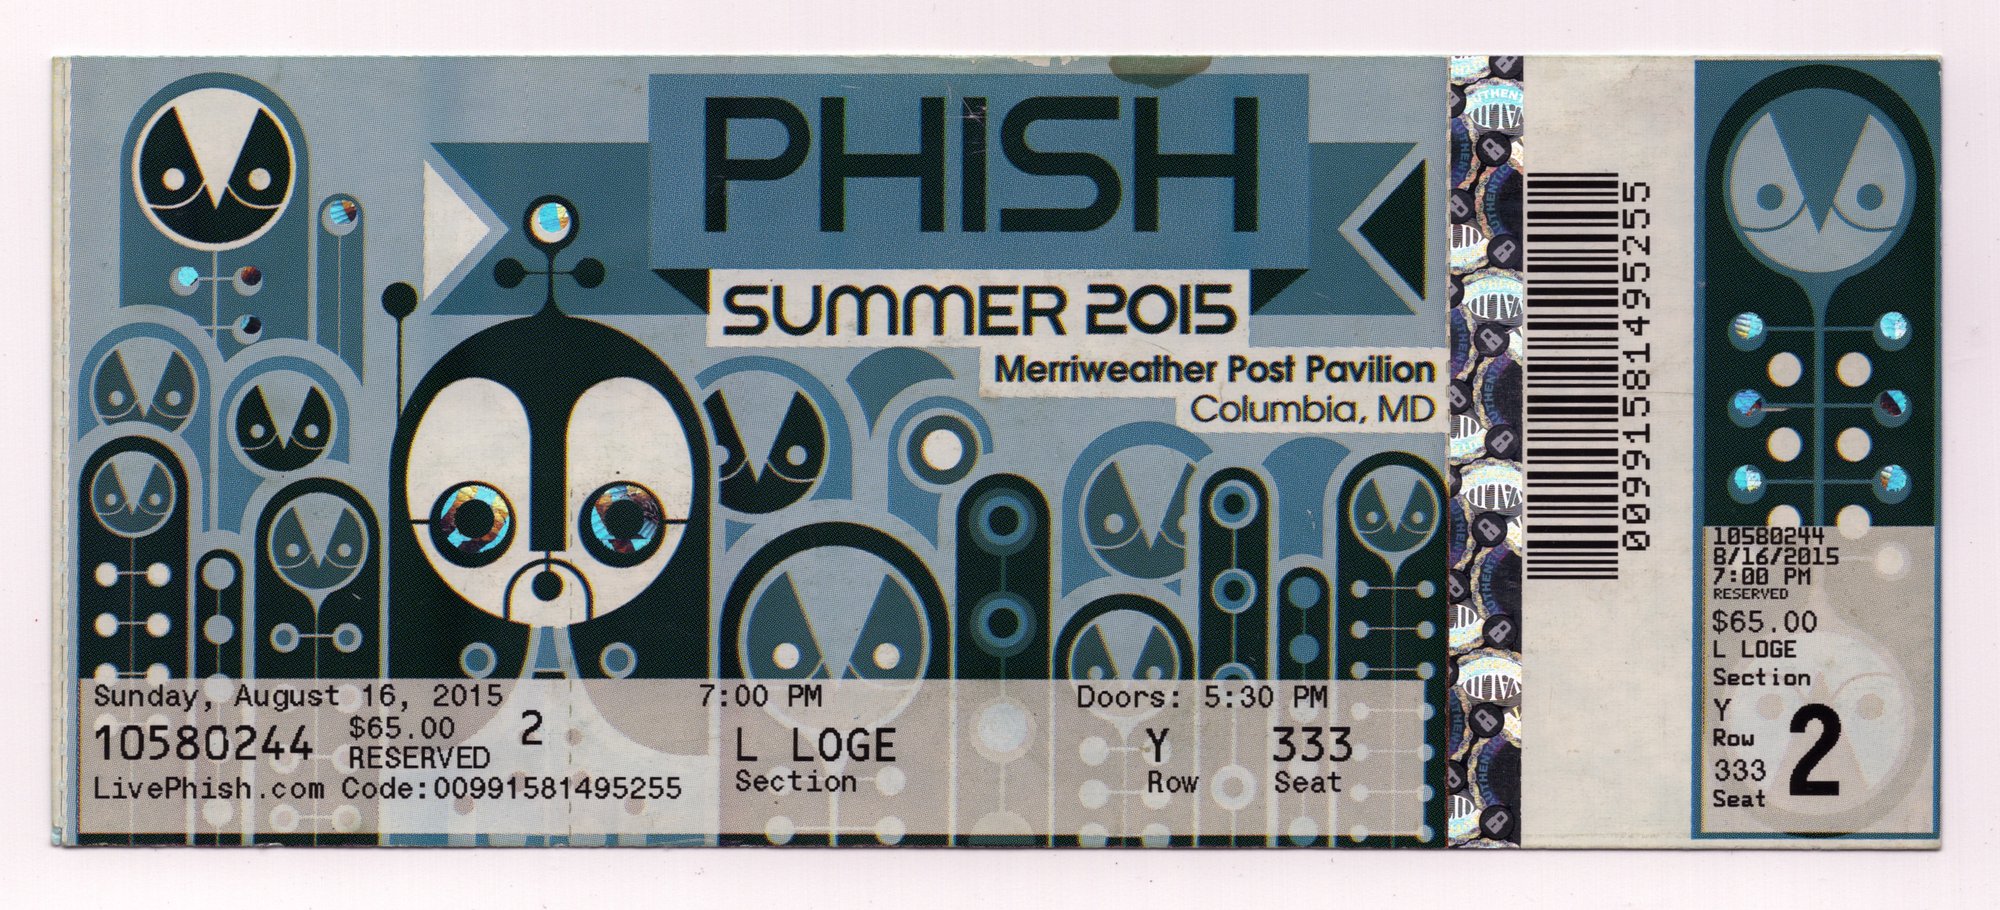 PHISH
SUMMER 2015
Merriweather Post Pavilion
Columbia, MD
Sunday, August 16, 2015 7:00 PM Doors: 5:30 PM
10580244 $65.00 2 L LOGE Y 333
RESERVED Section Row Seat
LivePhish.com Code:00991581495255
VALID
AUTHENTIC
00991581495255
10580244
8/16/2015
7:00 PM
RESERVED
$65.00
L LOGE
Section
Y
Row
333
Seat
2